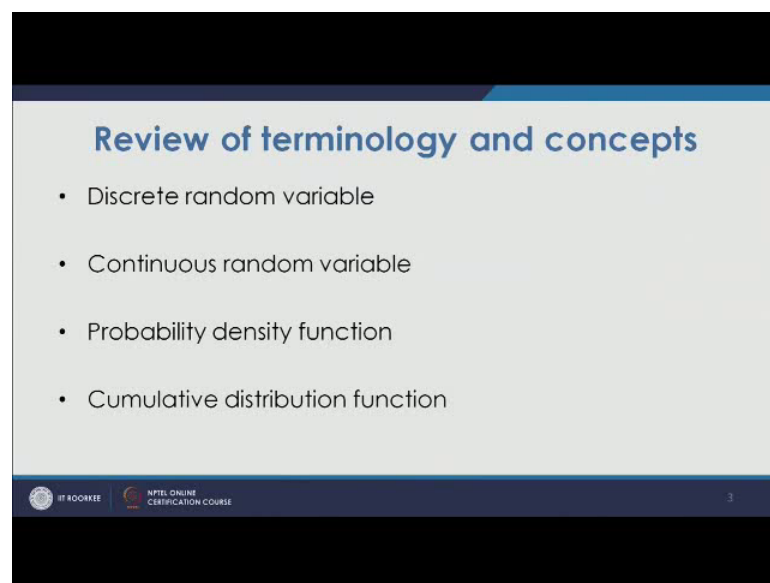 Review of terminology and concepts
• Discrete random variable
• Continuous random variable
• Probability density function
• Cumulative distribution function
IIT ROORKEE
NPTEL ONLINE
CERTIFICATION COURSE
3